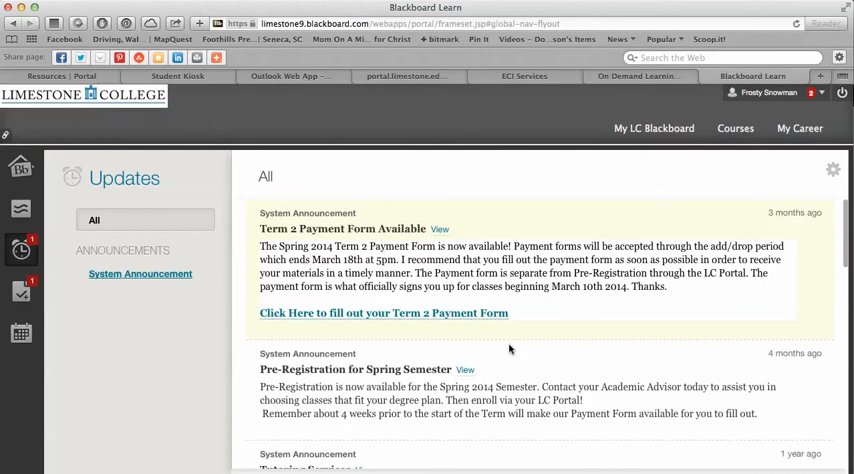 Blackboard Learn
https limestone9.blackboard.com/webapps/portal/frameset.jsp#global-nav-flyout Reader
Facebook Driving, Wal...| MapQuest Foothills Pre...| Seneca, SC Mom On A Mi... for Christ + bitmark Pin It Videos - Do...son's Items News Popular Scoop.it!
Share page: Search the Web
Resources | Portal Student Kiosk Outlook Web App –... portal.limestone.ed... ECI Services On Demand Learnin... Blackboard Learn
LIMESTONE COLLEGE
Frosty Snowman 2
My LC Blackboard Courses My Career
Bb
Updates
All
ANNOUNCEMENTS
System Announcement
1
1
All
System Announcement 3 months ago
Term 2 Payment Form Available View
The Spring 2014 Term 2 Payment Form is now available! Payment forms will be accepted through the add/drop period
which ends March 18th at 5pm. I recommend that you fill out the payment form as soon as possible in order to receive
your materials in a timely manner. The Payment form is separate from Pre-Registration through the LC Portal. The
payment form is what officially signs you up for classes beginning March 10th 2014. Thanks.
Click Here to fill out your Term 2 Payment Form
System Announcement 4 months ago
Pre-Registration for Spring Semester View
Pre-Registration is now available for the Spring 2014 Semester. Contact your Academic Advisor today to assist you in
choosing classes that fit your degree plan. Then enroll via your LC Portal!
Remember about 4 weeks prior to the start of the Term will make our Payment Form available for you to fill out.
System Announcement 1 year ago
Tutoring Services